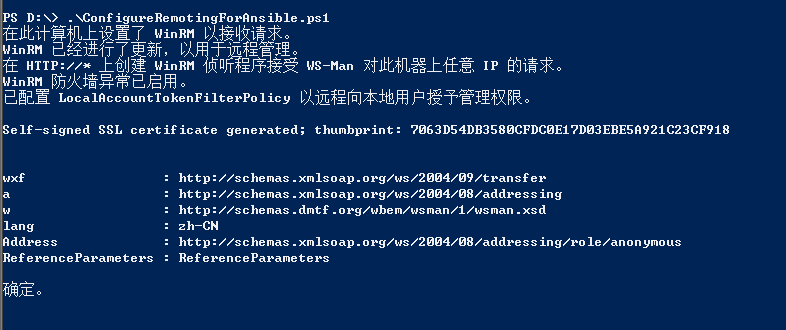 PS D:\> .\ConfigureRemotingForAnsible.ps1
在此计算机上设置了 WinRM 以接收请求。
WinRM 已经进行了更新，以用于远程管理。
在 HTTP://* 上创建 WinRM 侦听程序接受 WS-Man 对此机器上任意 IP 的请求。
WinRM 防火墙异常已启用。
已配置 LocalAccountTokenFilterPolicy 以远程向本地用户授予管理权限。
Self-signed SSL certificate generated; thumbprint: 7063D54DB3580CFDC0E17D03EBE5A921C23CF918
wxf : http://schemas.xmlsoap.org/ws/2004/09/transfer
a : http://schemas.xmlsoap.org/ws/2004/08/addressing
w : http://schemas.dmtf.org/wbem/wsman/1/wsman.xsd
lang : zh-CN
Address : http://schemas.xmlsoap.org/ws/2004/08/addressing/role/anonymous
ReferenceParameters : ReferenceParameters
确定。